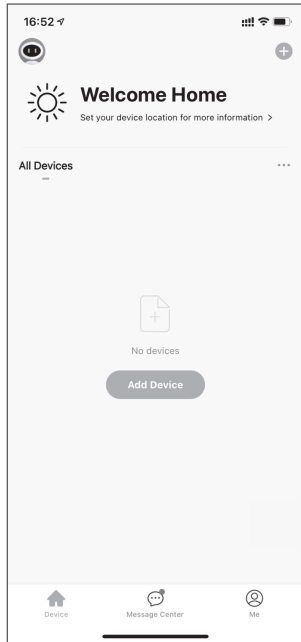 16:52
Welcome Home
Set your device location for more information >
All Devices
No devices
Add Device
Device
Message Center
Me